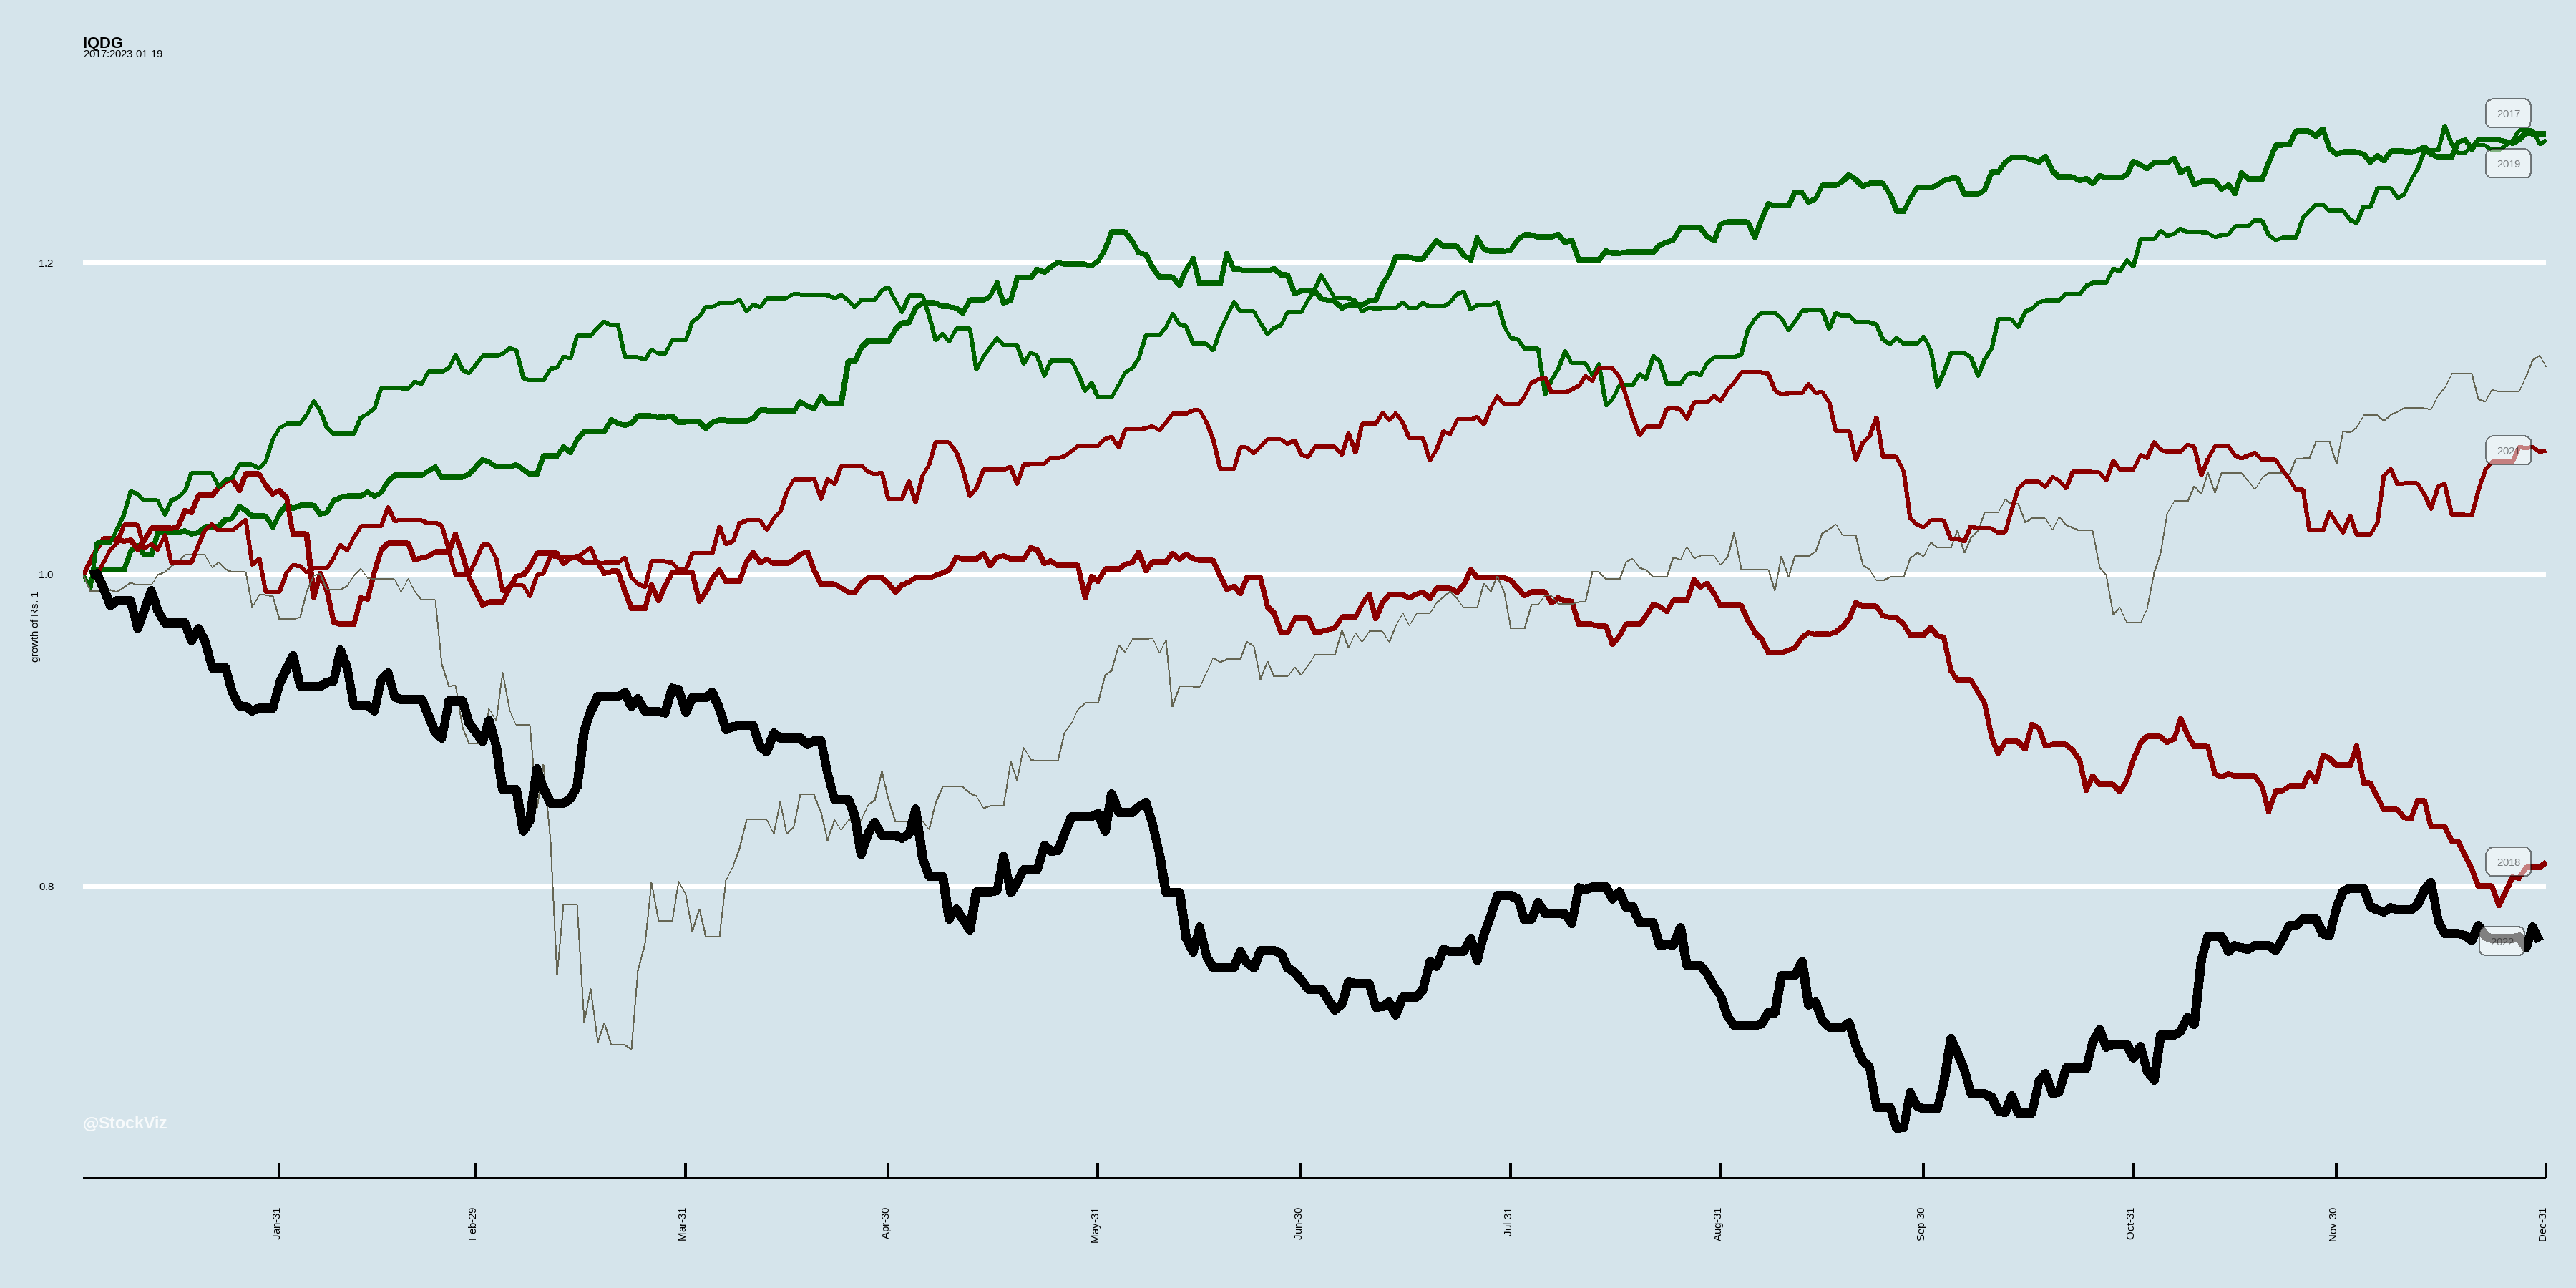 IQDG
2017:2023-01-19
2017
2019
1.2
2021
1.0
growth of Rs. 1
2018
0.8
2022
@StockViz
Jan-31
Feb-29
Mar-31
Apr-30
May-31
Jun-30
Jul-31
Aug-31
Sep-30
Oct-31
Nov-30
Dec-31